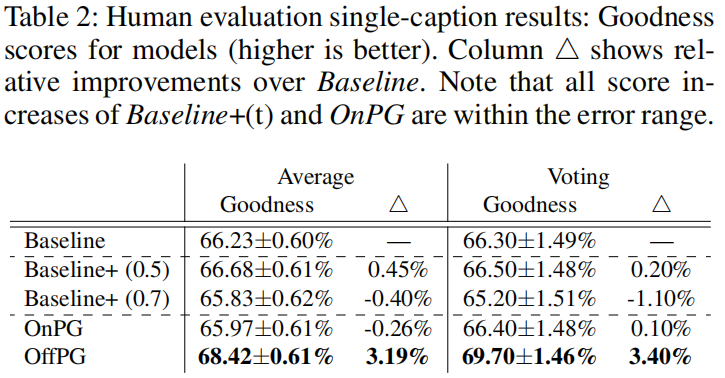 Table 2: Human evaluation single-caption results: Goodness
scores for models (higher is better). Column △ shows rel-
ative improvements over Baseline. Note that all score in-
creases of Baseline+(t) and OnPG are within the error range.
Average Voting
Goodness △ Goodness △
Baseline 66.23±0.60% — 66.30±1.49% —
Baseline+ (0.5) 66.68±0.61% 0.45% 66.50±1.48% 0.20%
Baseline+ (0.7) 65.83±0.62% -0.40% 65.20±1.51% -1.10%
OnPG 65.97±0.61% -0.26% 66.40±1.48% 0.10%
OffPG 68.42±0.61% 3.19% 69.70±1.46% 3.40%